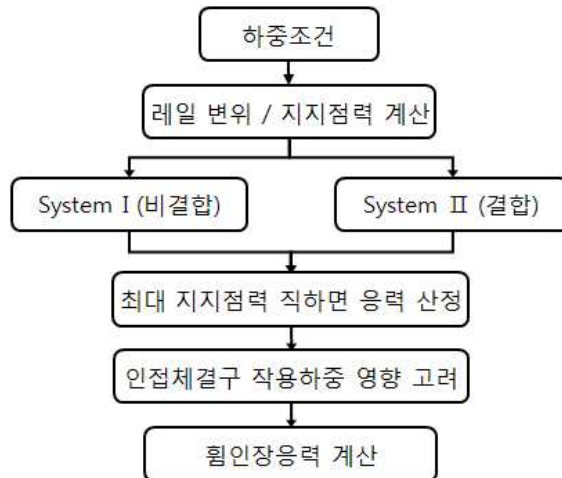 하중조건
레일 변위 / 지지점력 계산
System I (비결합)
System Ⅱ (결합)
최대 지지점력 직하면 응력 산정
인접체결구 작용하중 영향 고려
휨인장응력 계산